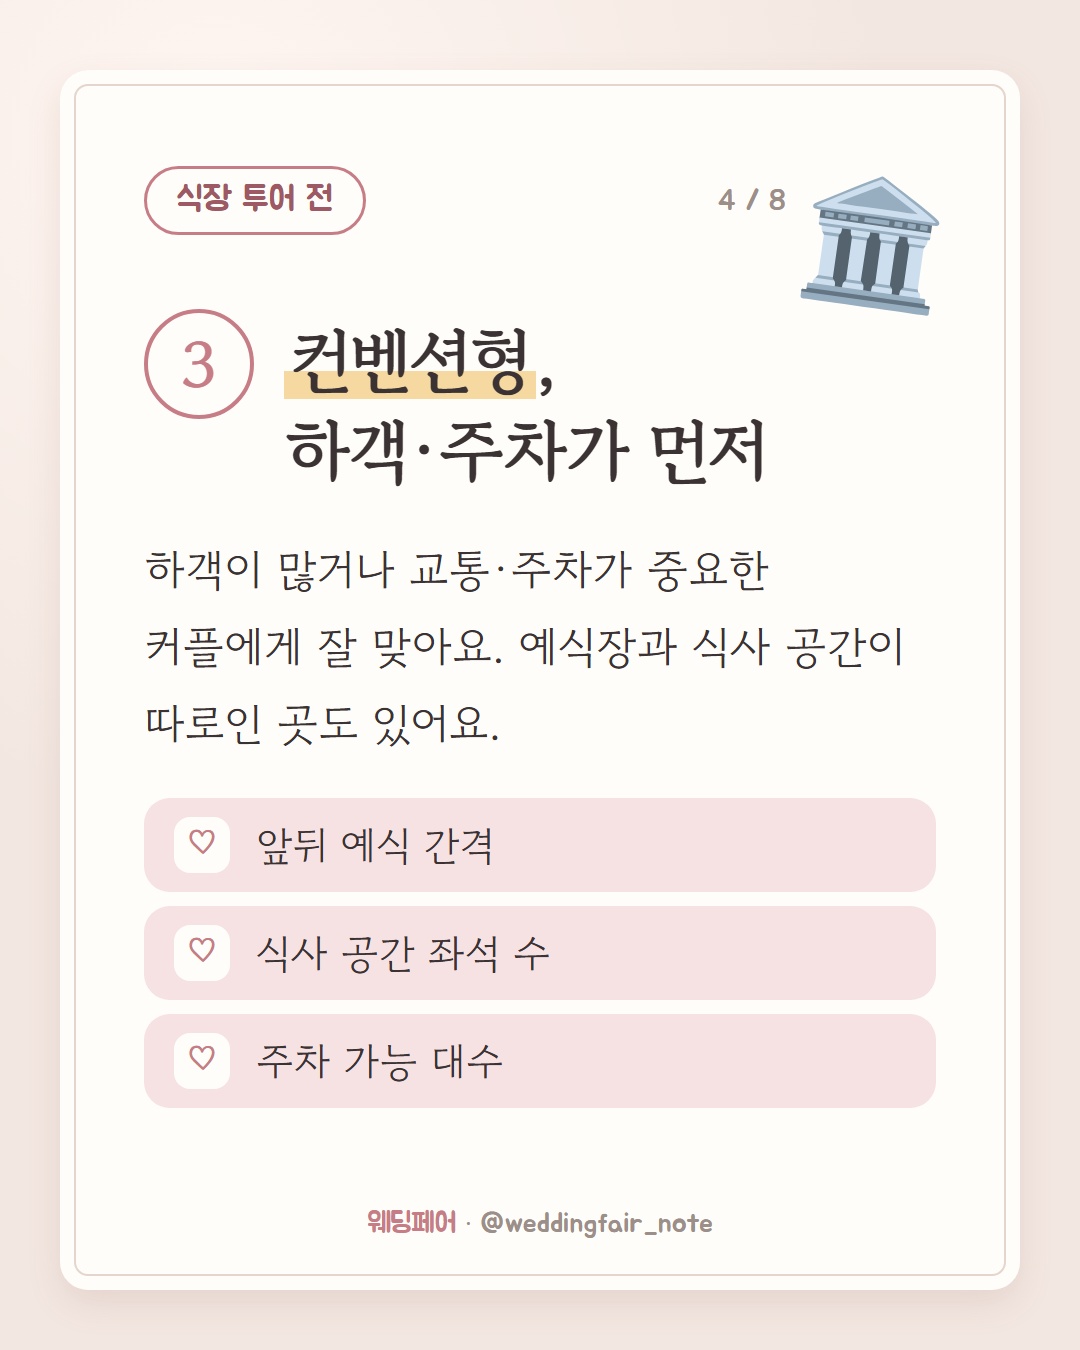 식장 투어 전
4 / 8
3
컨벤션형,
하객·주차가 먼저
하객이 많거나 교통·주차가 중요한
커플에게 잘 맞아요. 예식장과 식사 공간이
따로인 곳도 있어요.
앞뒤 예식 간격
식사 공간 좌석 수
주차 가능 대수
웨딩페어 · @weddingfair_note